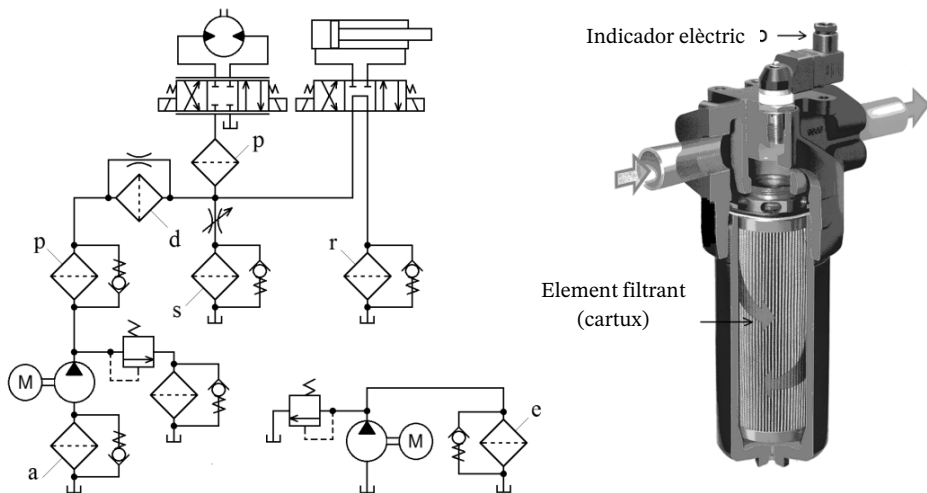 p
d
p
s
r
M
a
M
e
Indicador elèctric
Element filtrant
(cartux)